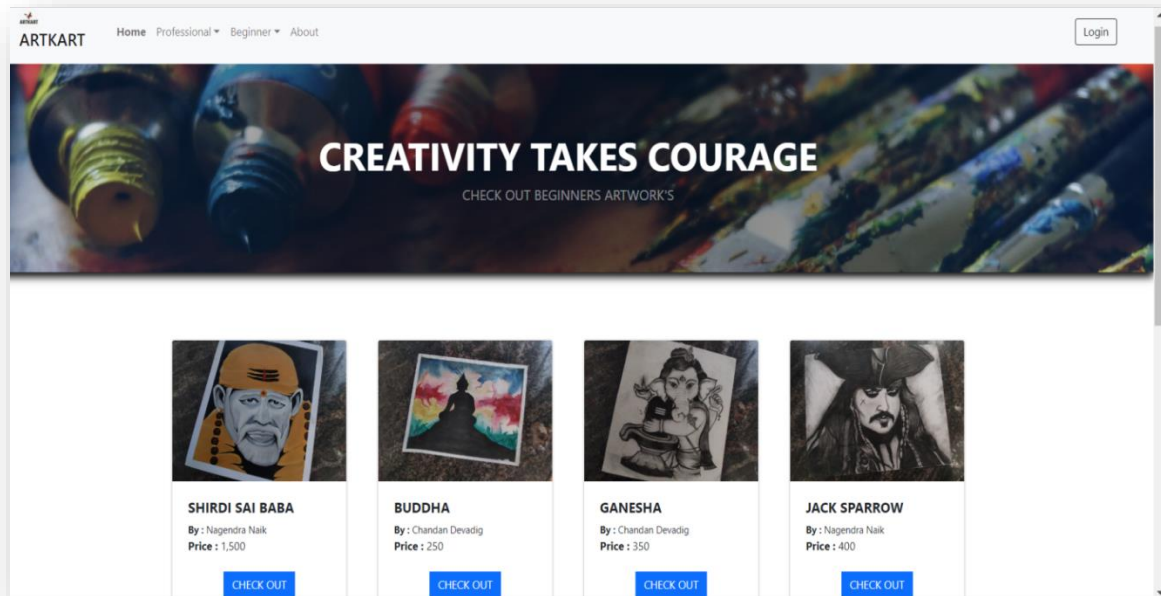 ARTKART
ARTKART
Home Professional Beginner About
Login
CREATIVITY TAKES COURAGE
CHECK OUT BEGINNERS ARTWORK'S
SHIRDI SAI BABA
By : Nagendra Naik
Price : 1,500
CHECK OUT
BUDDHA
By : Chandan Devadig
Price : 250
CHECK OUT
GANESHA
By : Chandan Devadig
Price : 350
CHECK OUT
JACK SPARROW
By : Nagendra Naik
Price : 400
CHECK OUT